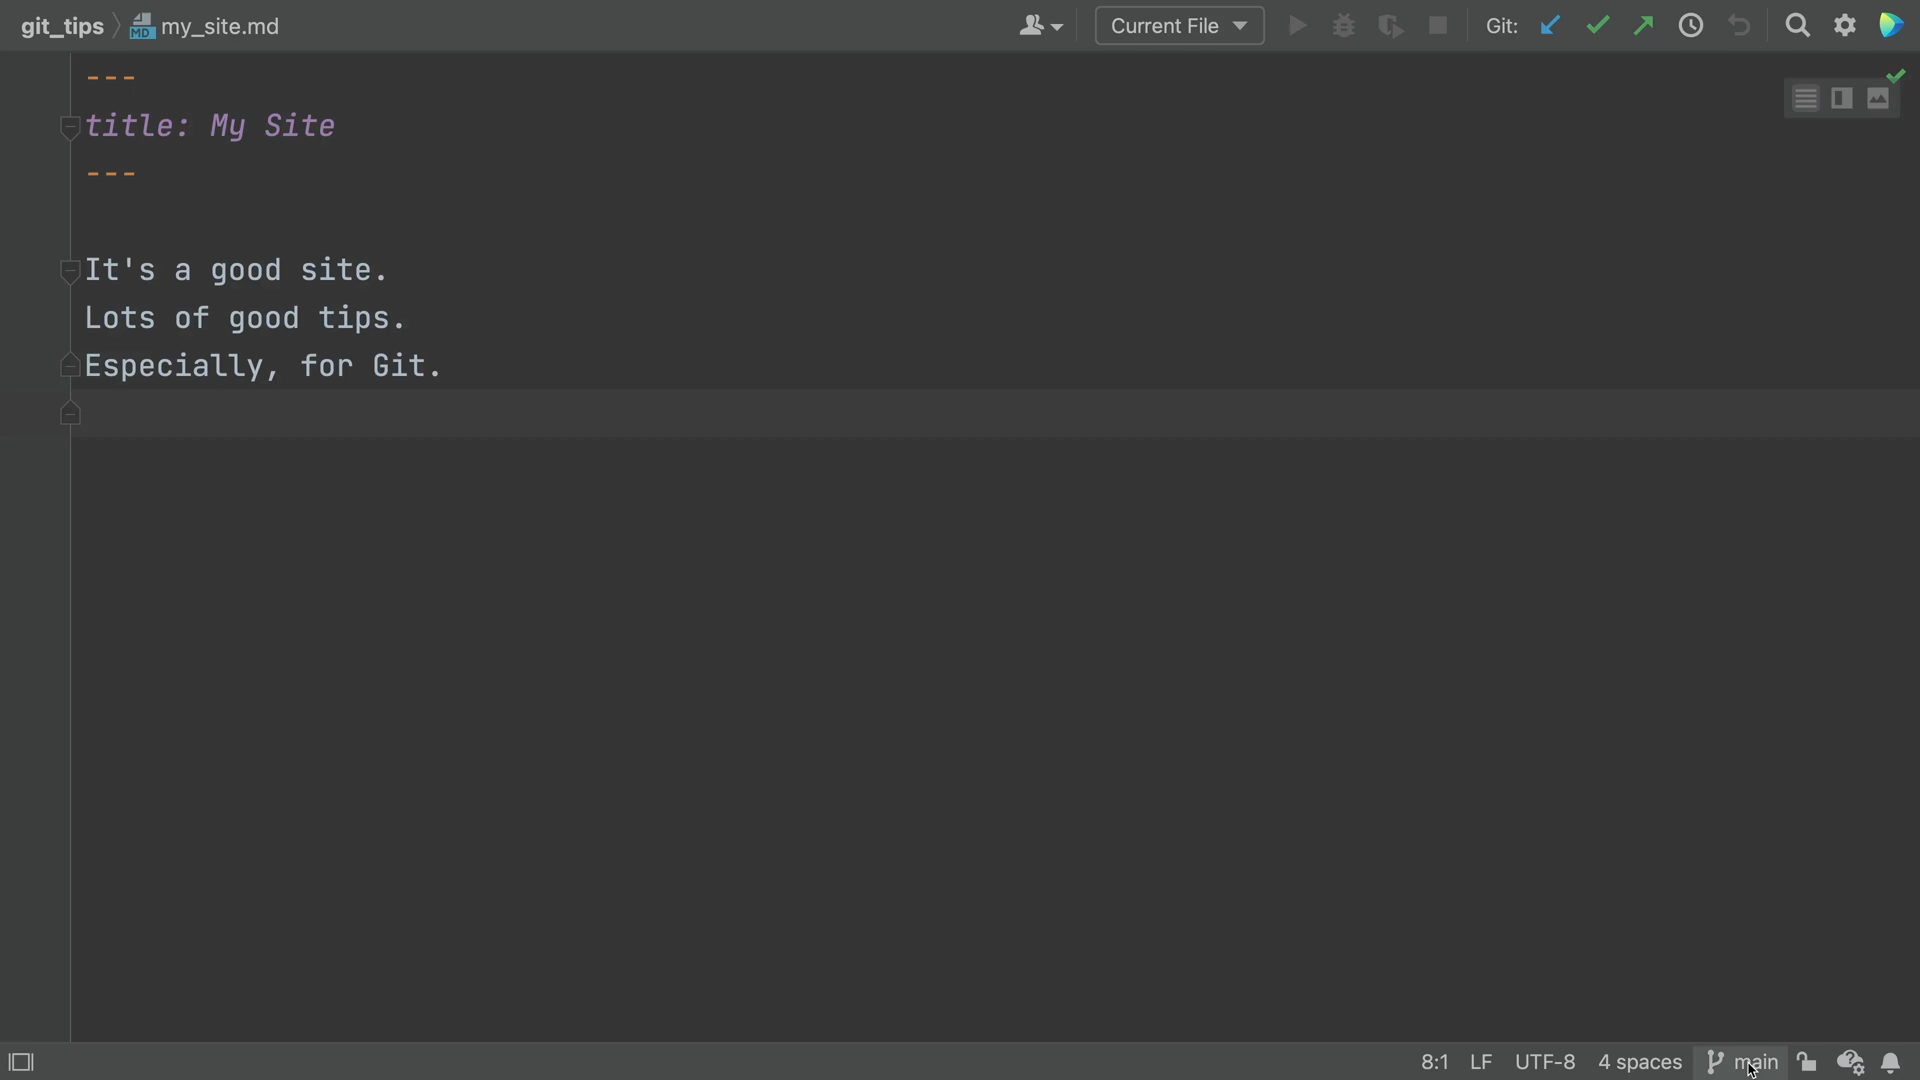 git_tips my_site.md Current File Git:
---
title: My Site
---
It's a good site.
Lots of good tips.
Especially, for Git.
8:1 LF UTF-8 4 spaces main